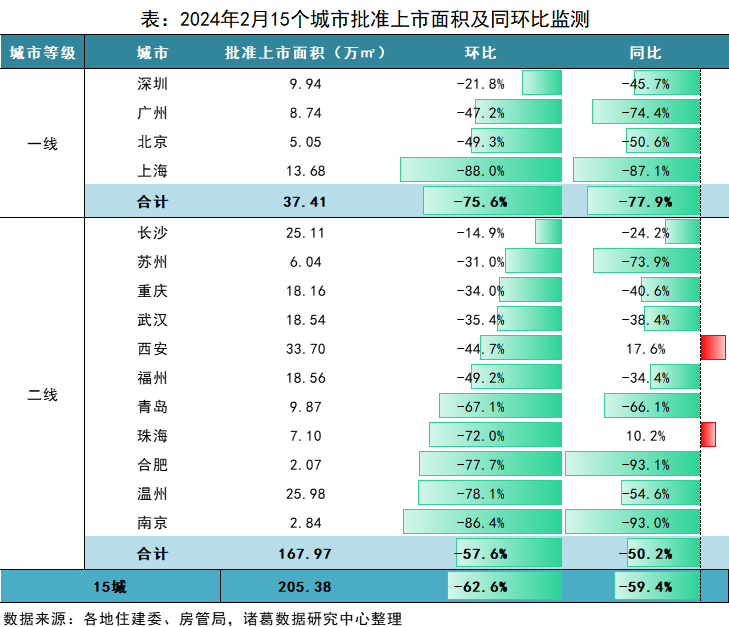 表：2024年2月15个城市批准上市面积及同环比监测
城市等级 城市 批准上市面积（万㎡） 环比 同比
深圳 9.94 -21.8% -45.7%
广州 8.74 -47.2% -74.4%
一线
北京 5.05 -49.3% -50.6%
上海 13.68 -88.0% -87.1%
合计 37.41 -75.6% -77.9%
长沙 25.11 -14.9% -24.2%
苏州 6.04 -31.0% -73.9%
重庆 18.16 -34.0% -40.6%
武汉 18.54 -35.4% -38.4%
西安 33.70 -44.7% 17.6%
福州 18.56 -49.2% -34.4%
二线
青岛 9.87 -67.1% -66.1%
珠海 7.10 -72.0% 10.2%
合肥 2.07 -77.7% -93.1%
温州 25.98 -78.1% -54.6%
南京 2.84 -86.4% -93.0%
合计 167.97 -57.6% -50.2%
15城 205.38 -62.6% -59.4%
数据来源：各地住建委、房管局，诸葛数据研究中心整理